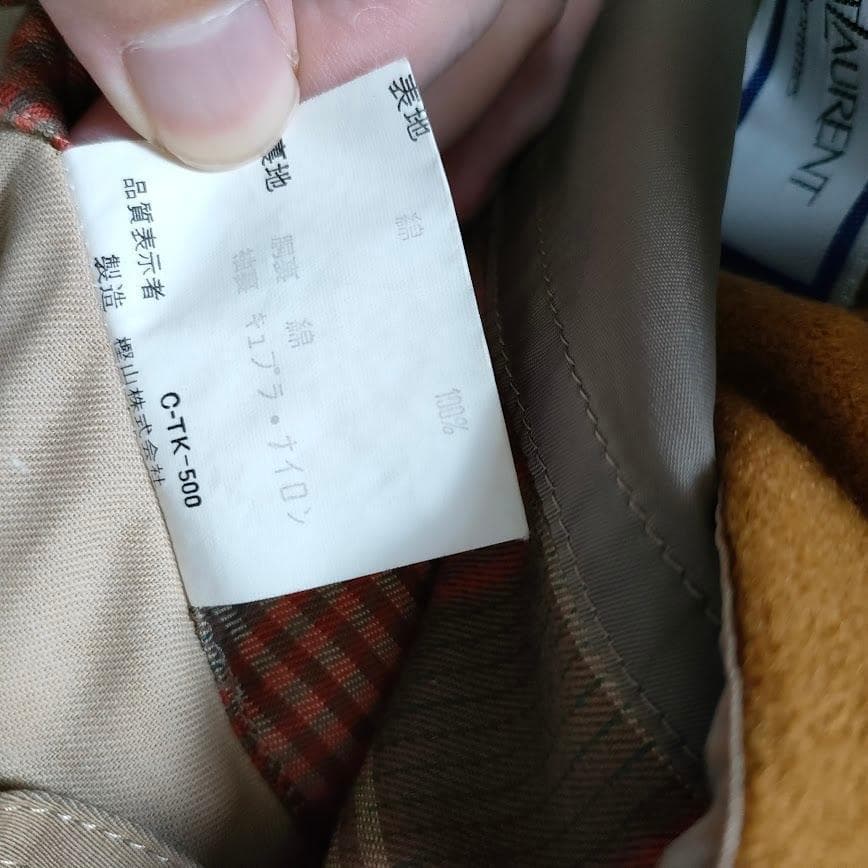 表地 綿 100%
裏地 胴裏 綿
袖裏 キュプラ・ナイロン
C-TK-500
品質表示者
製造 樫山株式会社
LAURENT